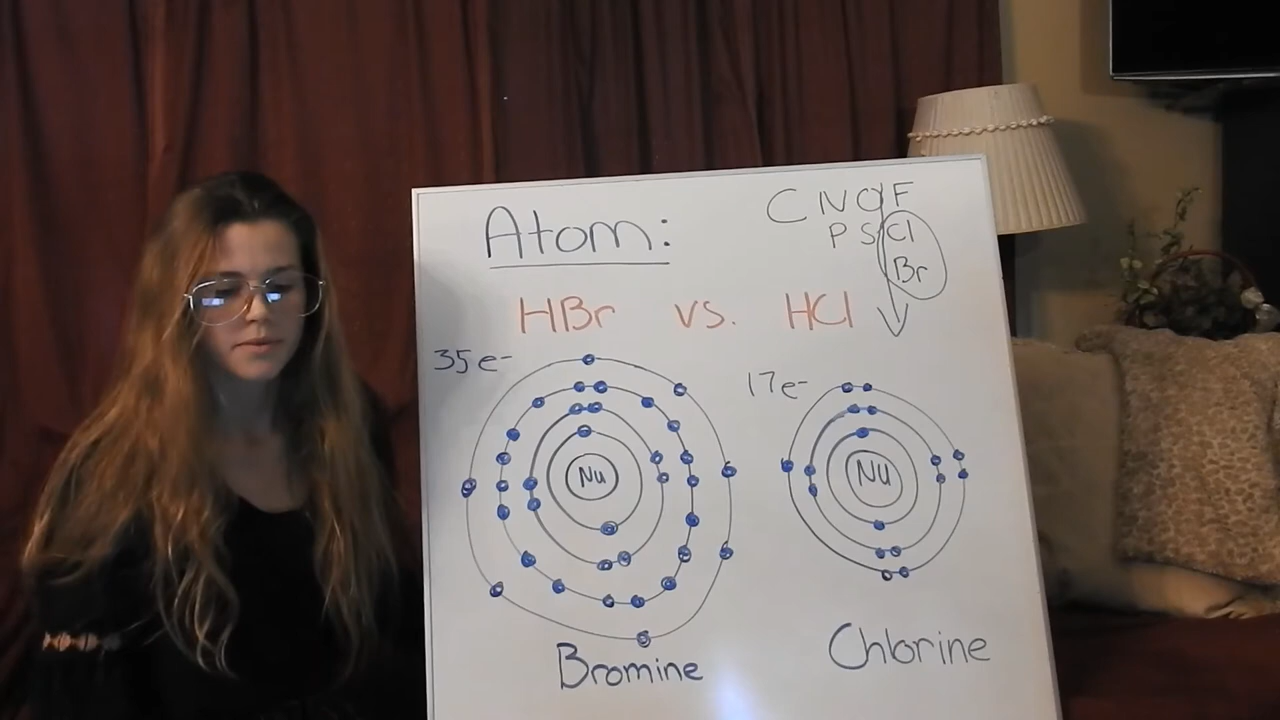 Atom:
C N O F
P S Cl
Br
HBr vs. HCl
35e-
17e-
Nu
Nu
Bromine
Chlorine